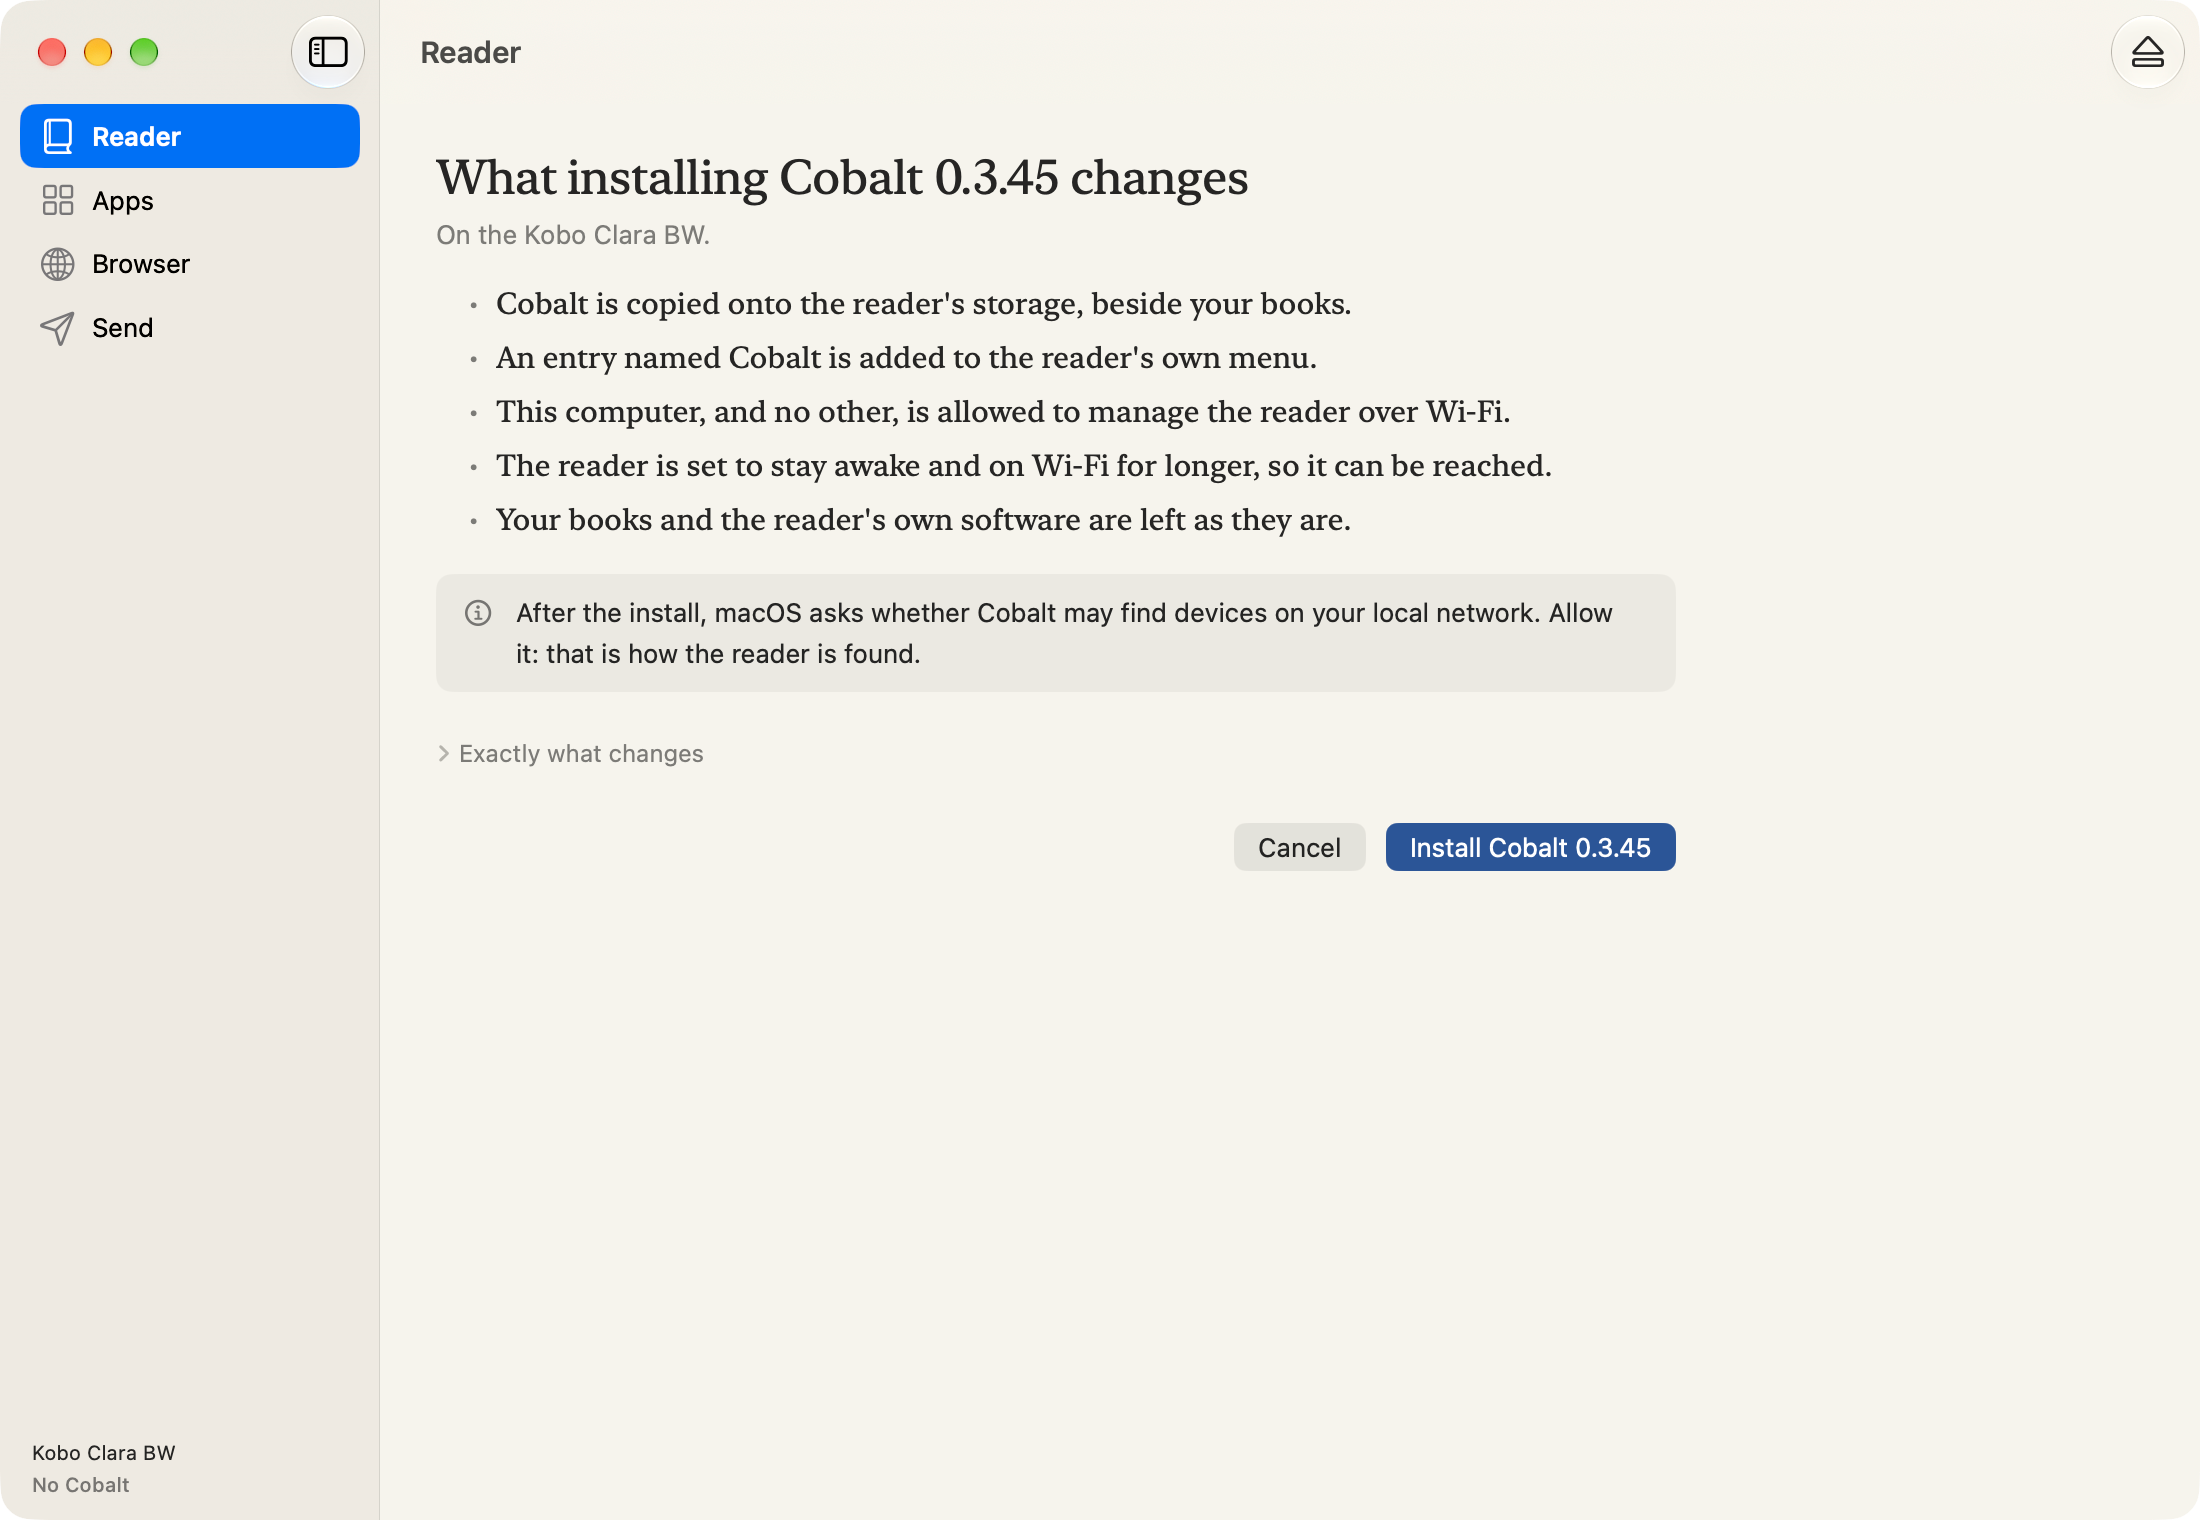 Reader
Reader
Apps
Browser
Send
What installing Cobalt 0.3.45 changes
On the Kobo Clara BW.
• Cobalt is copied onto the reader's storage, beside your books.
• An entry named Cobalt is added to the reader's own menu.
• This computer, and no other, is allowed to manage the reader over Wi-Fi.
• The reader is set to stay awake and on Wi-Fi for longer, so it can be reached.
• Your books and the reader's own software are left as they are.
After the install, macOS asks whether Cobalt may find devices on your local network. Allow
it: that is how the reader is found.
Exactly what changes
Cancel
Install Cobalt 0.3.45
Kobo Clara BW
No Cobalt